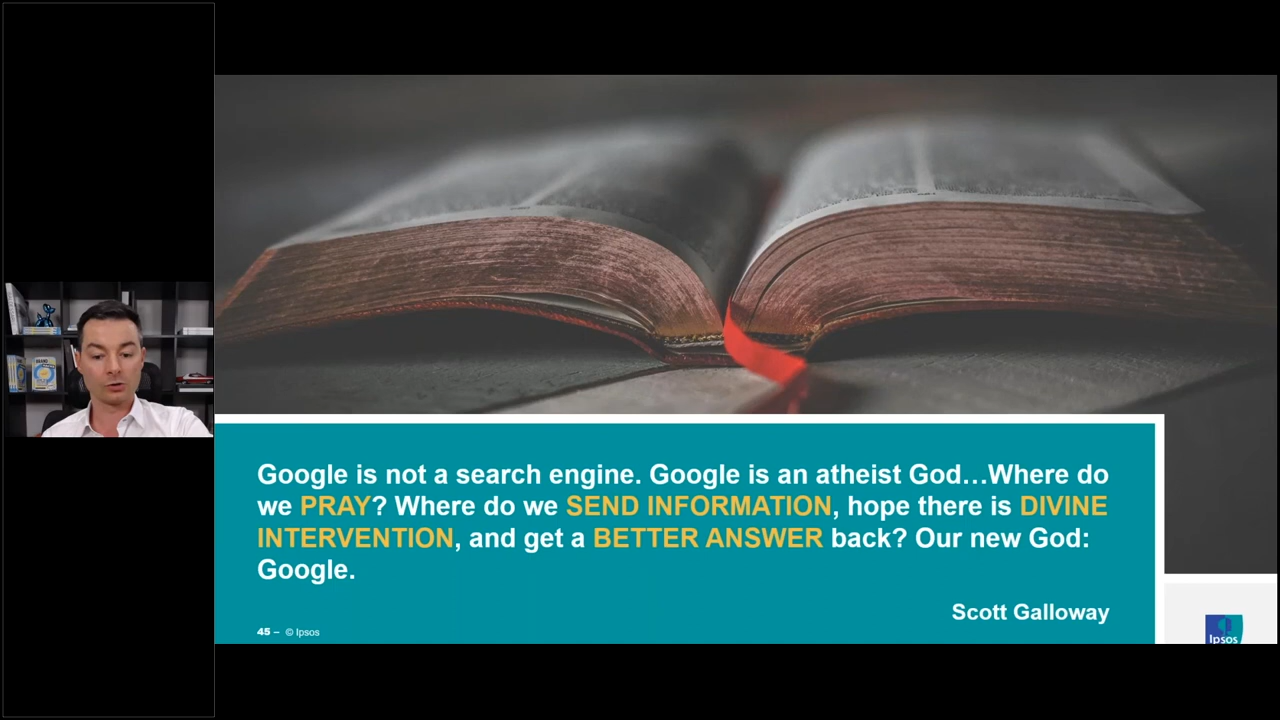 Google is not a search engine. Google is an atheist God…Where do
we PRAY? Where do we SEND INFORMATION, hope there is DIVINE
INTERVENTION, and get a BETTER ANSWER back? Our new God:
Google.
Scott Galloway
45 – © Ipsos
Ipsos